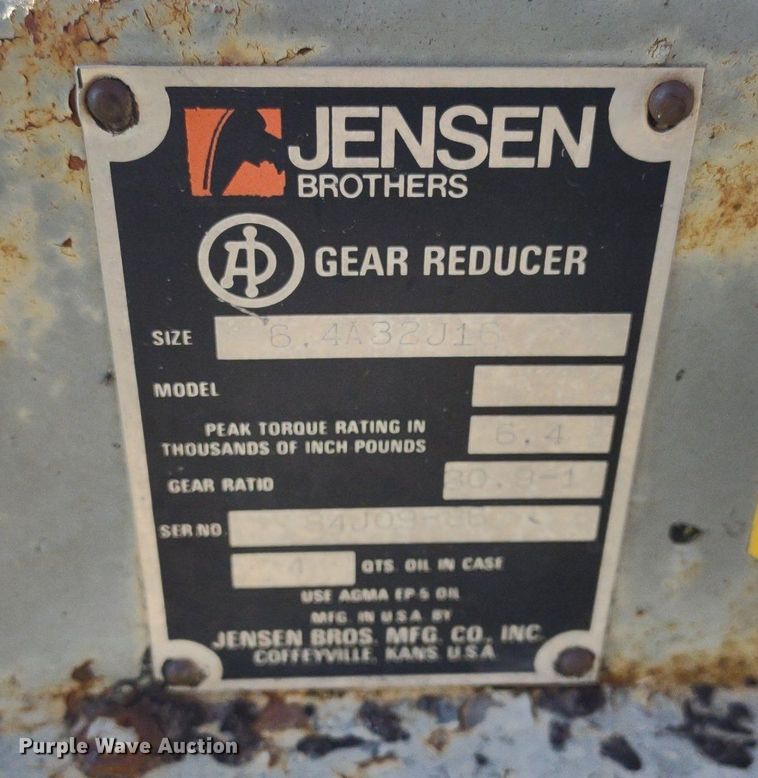 JENSEN
BROTHERS
GEAR REDUCER
SIZE 6.4A32J16
MODEL
PEAK TORQUE RATING IN
THOUSANDS OF INCH POUNDS 6.4
GEAR RATIO 30.9-1
SER.NO.
4 QTS. OIL IN CASE
USE AGMA EP-5 OIL
MFG. IN U.S.A. BY
JENSEN BROS. MFG. CO., INC.
COFFEYVILLE, KANS. U.S.A.
Purple Wave Auction